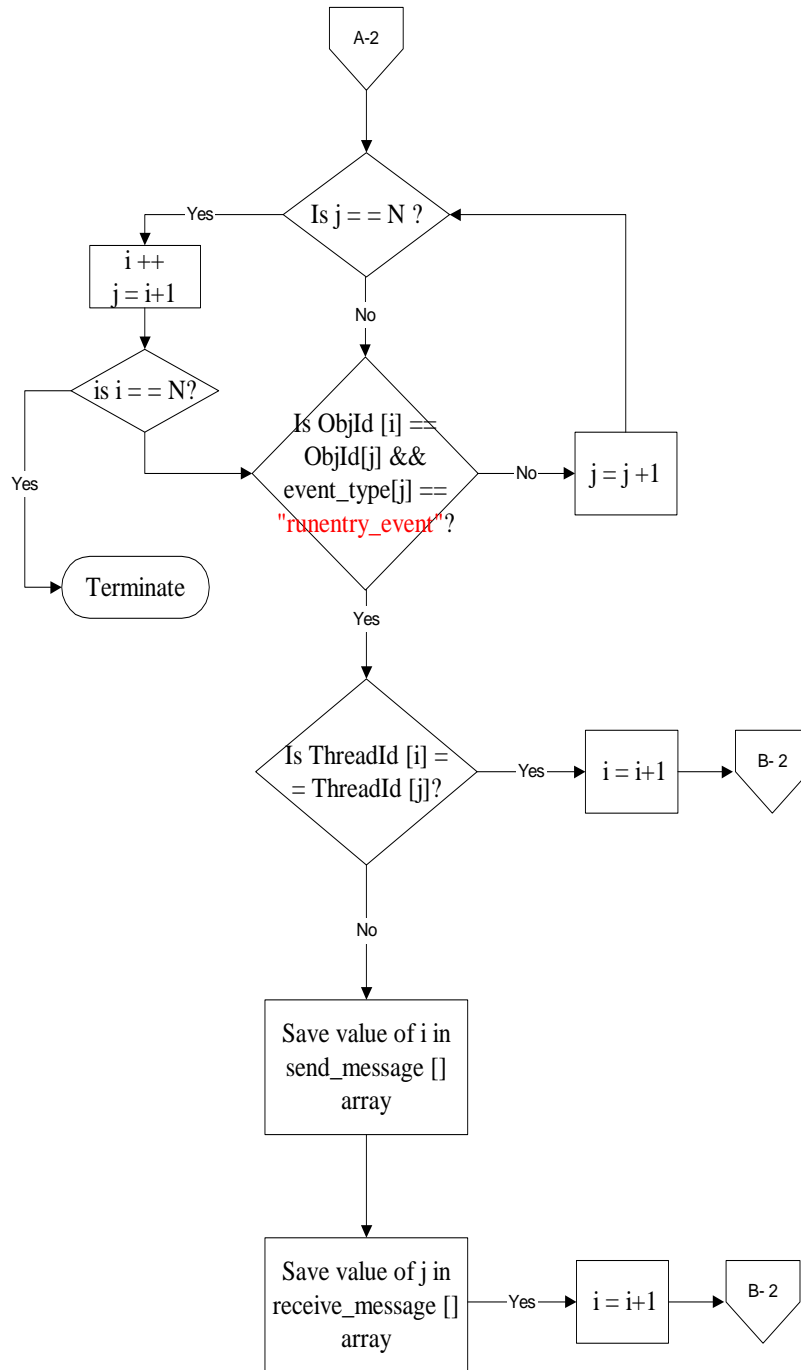 A-2
Is j = = N ?
Yes
i ++
j = i+1
No
is i = = N?
Is ObjId [i] ==
ObjId[j] &&
event_type[j] ==
"runentry_event"?
No
j = j +1
Yes
Terminate
Yes
Is ThreadId [i] =
= ThreadId [j]?
Yes
i = i+1
B- 2
No
Save value of i in
send_message []
array
Save value of j in
receive_message []
array
Yes
i = i+1
B- 2